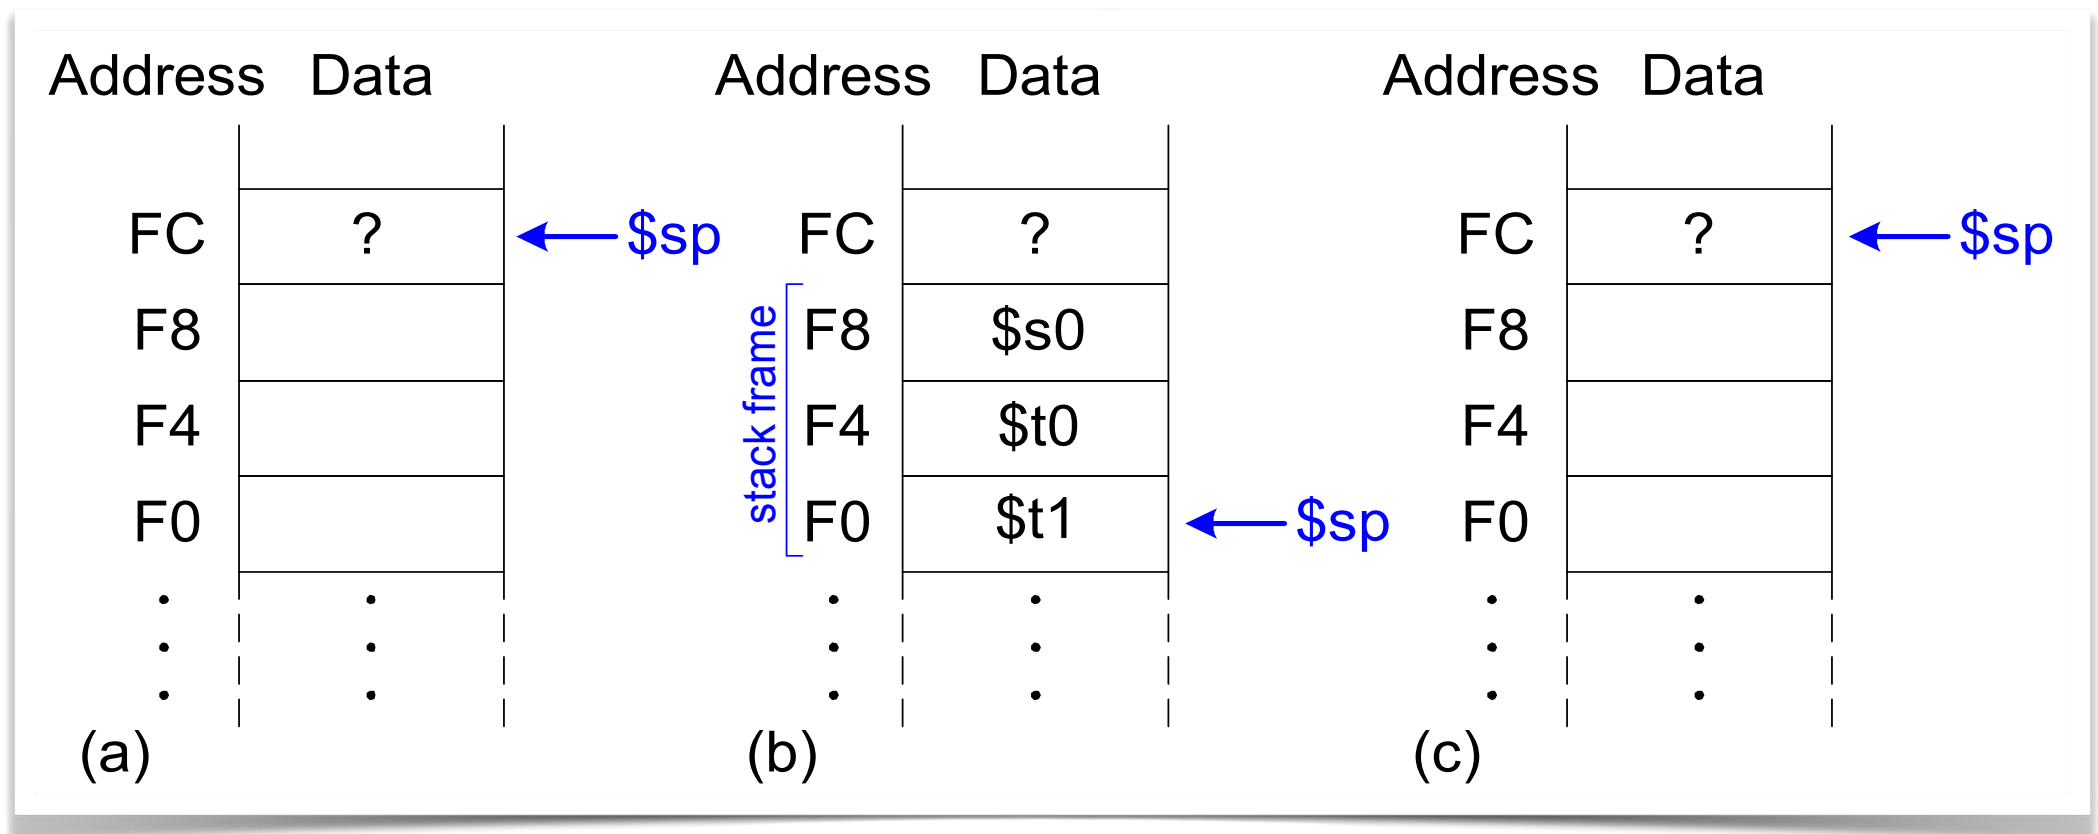 Address Data Address Data Address Data
FC ? $sp FC ? FC ? $sp
F8 F8 $s0 F8
F4 F4 $t0 F4
F0 F0 $t1 $sp F0
stack frame
(a) (b) (c)